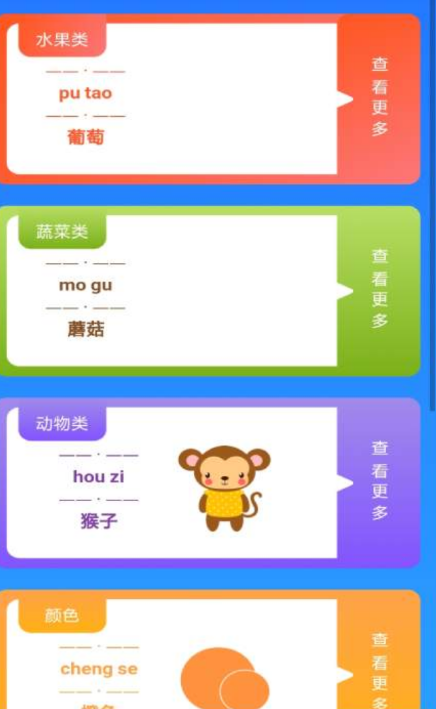 水果类
pu tao
葡萄
查看更多
蔬菜类
mo gu
蘑菇
查看更多
动物类
hou zi
猴子
查看更多
颜色
cheng se
橙色
查看更多